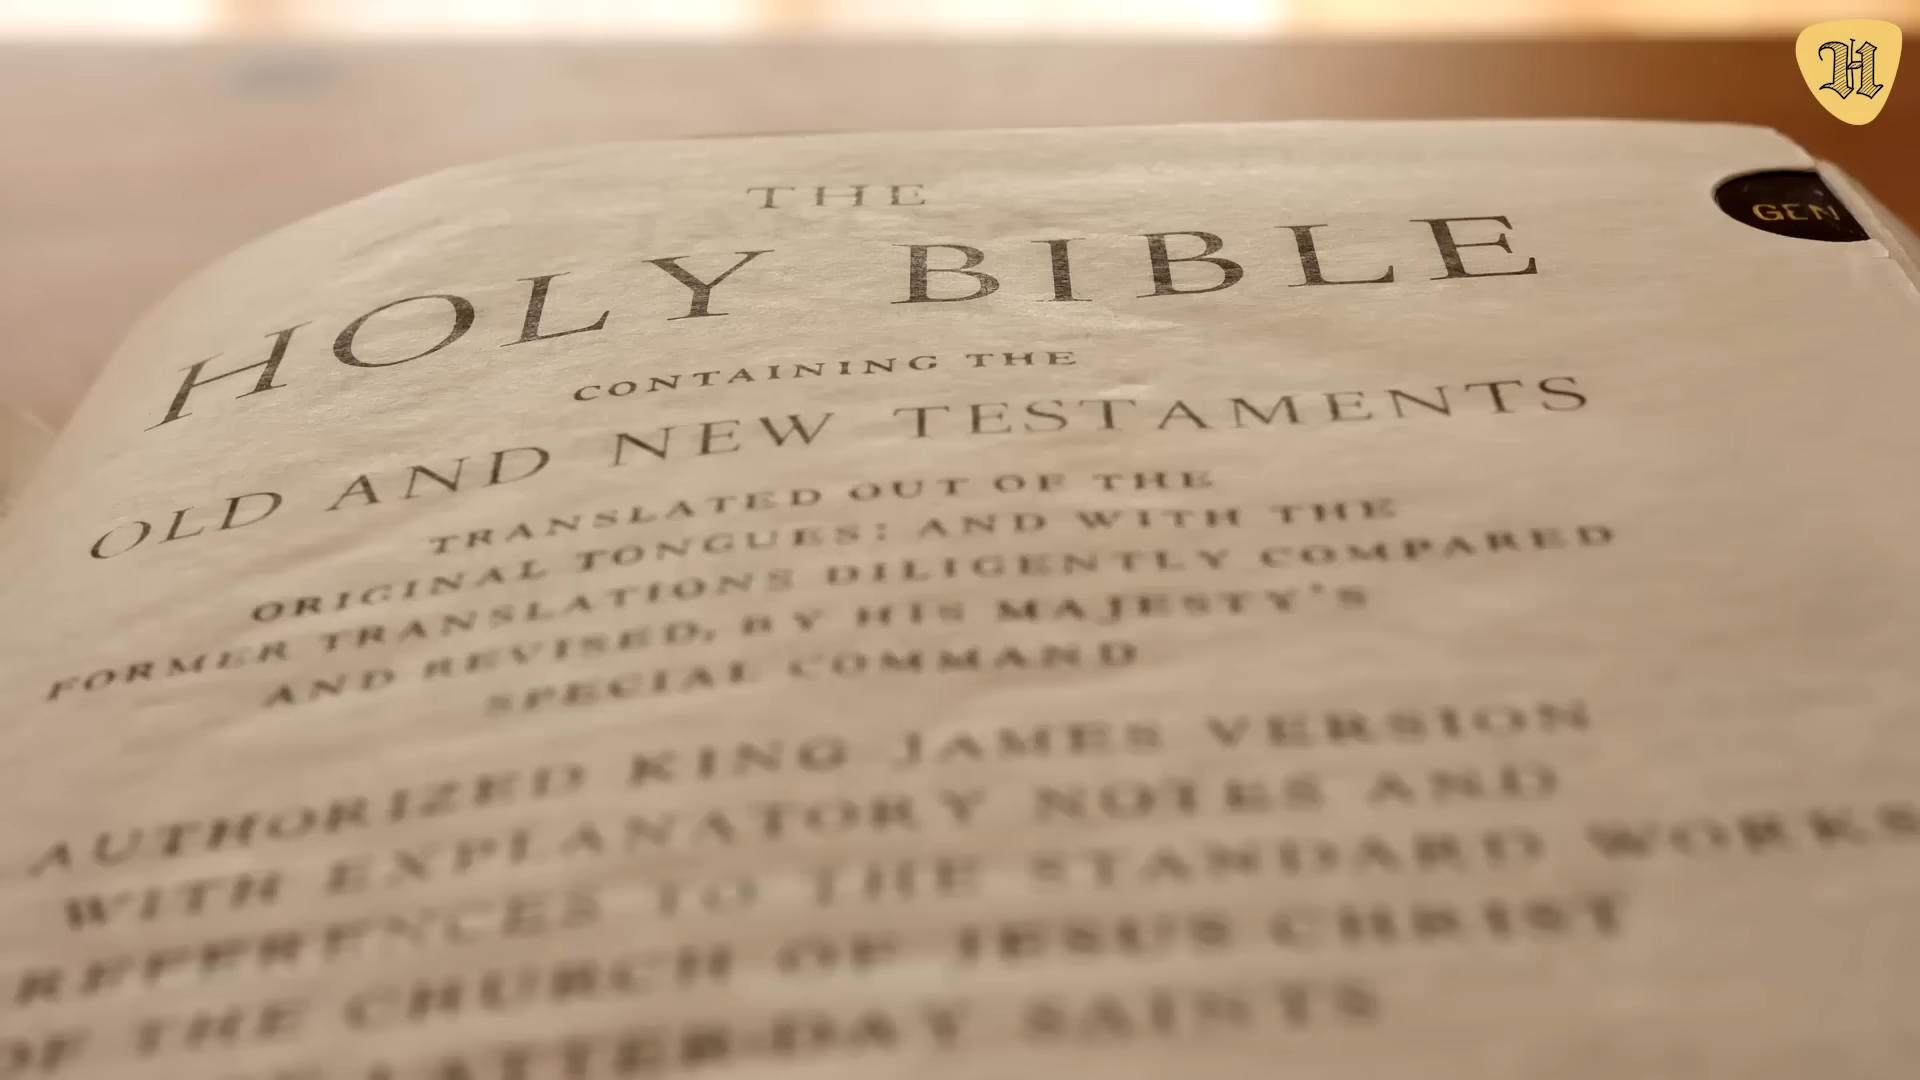 THE
HOLY BIBLE
CONTAINING THE
OLD AND NEW TESTAMENTS
TRANSLATED OUT OF THE
ORIGINAL TONGUES: AND WITH THE
FORMER TRANSLATIONS DILIGENTLY COMPARED
AND REVISED, BY HIS MAJESTY'S
SPECIAL COMMAND
AUTHORIZED KING JAMES VERSION
WITH EXPLANATORY NOTES AND
REFERENCES TO THE STANDARD WORKS
OF THE CHURCH OF JESUS CHRIST
OF LATTER-DAY SAINTS
GEN
H